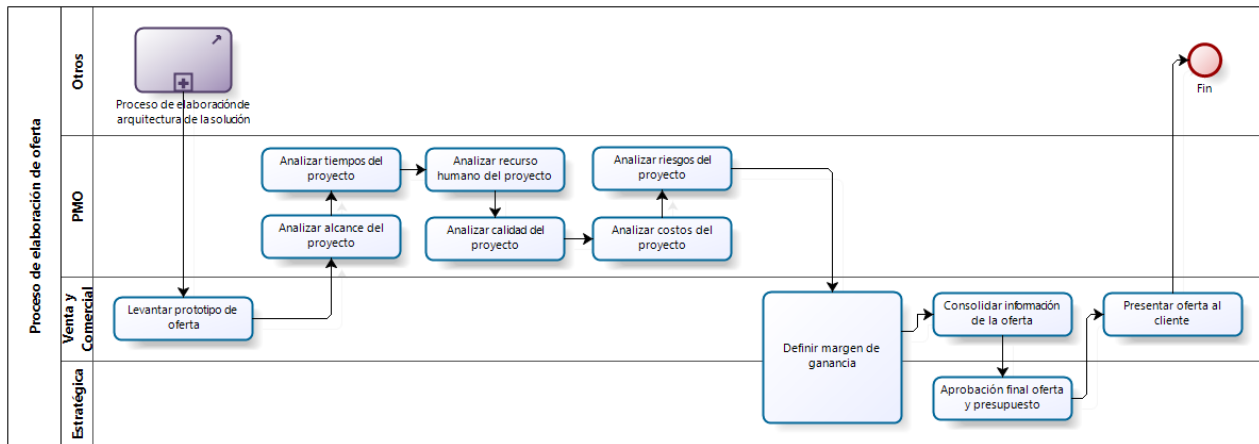 Proceso de elaboración de oferta
Otros
Proceso de elaboración de
arquitectura de la solución
Fin
PMO
Analizar tiempos del
proyecto
Analizar recurso
humano del proyecto
Analizar riesgos del
proyecto
Analizar alcance del
proyecto
Analizar calidad del
proyecto
Analizar costos del
proyecto
Venta y
Comercial
Levantar prototipo de
oferta
Definir margen de
ganancia
Consolidar información
de la oferta
Presentar oferta al
cliente
Estratégica
Aprobación final oferta
y presupuesto